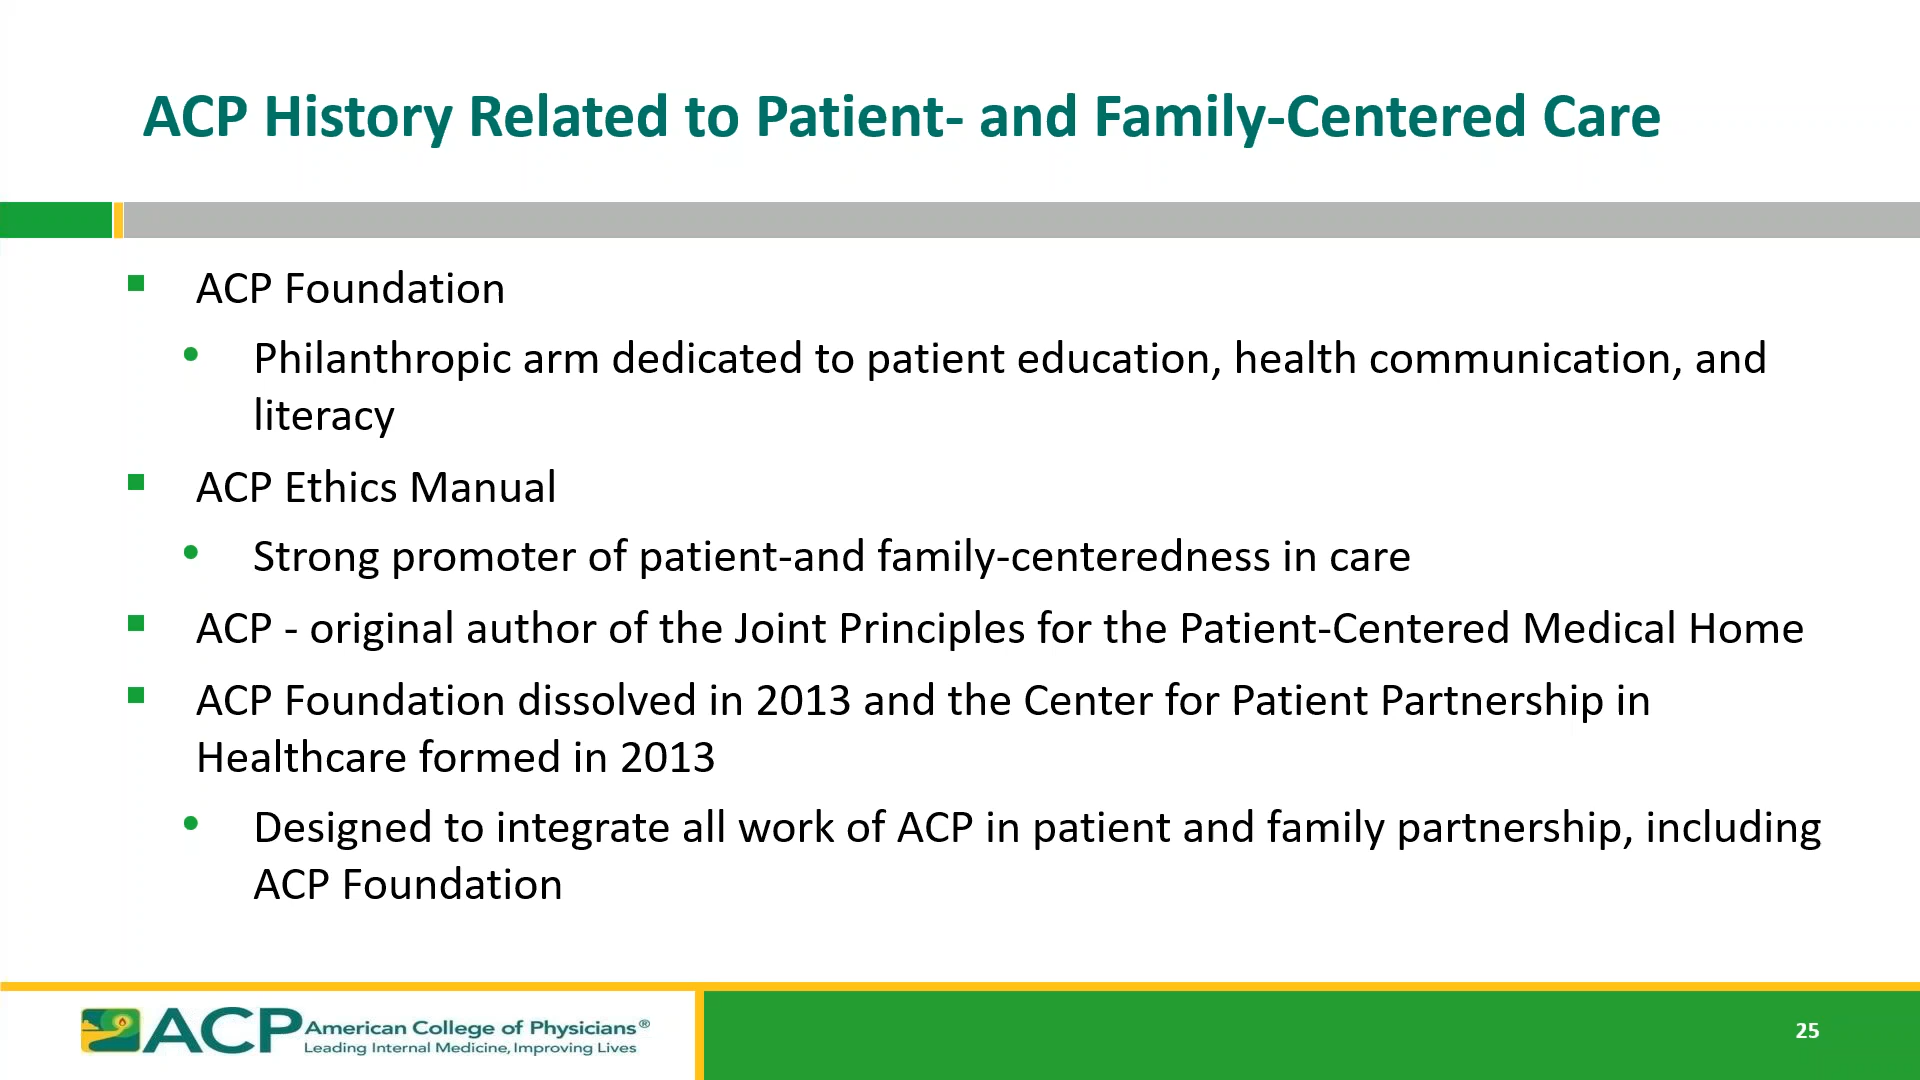 ACP History Related to Patient- and Family-Centered Care
▪ ACP Foundation
• Philanthropic arm dedicated to patient education, health communication, and
literacy
▪ ACP Ethics Manual
• Strong promoter of patient-and family-centeredness in care
▪ ACP - original author of the Joint Principles for the Patient-Centered Medical Home
▪ ACP Foundation dissolved in 2013 and the Center for Patient Partnership in
Healthcare formed in 2013
• Designed to integrate all work of ACP in patient and family partnership, including
ACP Foundation
ACP American College of Physicians®
Leading Internal Medicine, Improving Lives
25